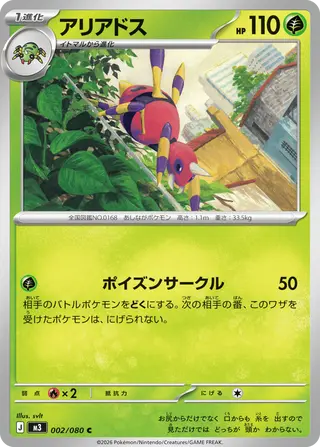 1進化
アリアドス
HP 110
イトマルから進化
全国図鑑NO.0168 あしながポケモン 高さ:1.1m 重さ:33.5kg
ポイズンサークル 50
相手のバトルポケモンをどくにする。次の相手の番、このワザを
受けたポケモンは、にげられない。
弱点 ×2 抵抗力 にげる
Illus. svlt
J M3 002/080 C
お尻からだけでなく 口からも糸をだす。
見ただけでは どっちが頭か わからない。
©2026 Pokémon/Nintendo/Creatures/GAME FREAK.